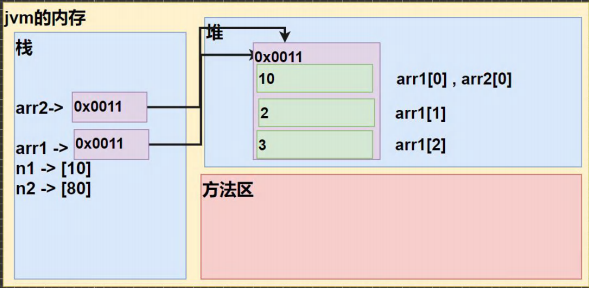 jvm的内存
栈
堆
0x0011
10
arr1[0] , arr2[0]
arr2->
0x0011
2
arr1[1]
arr1 ->
0x0011
3
arr1[2]
n1 -> [10]
n2 -> [80]
方法区